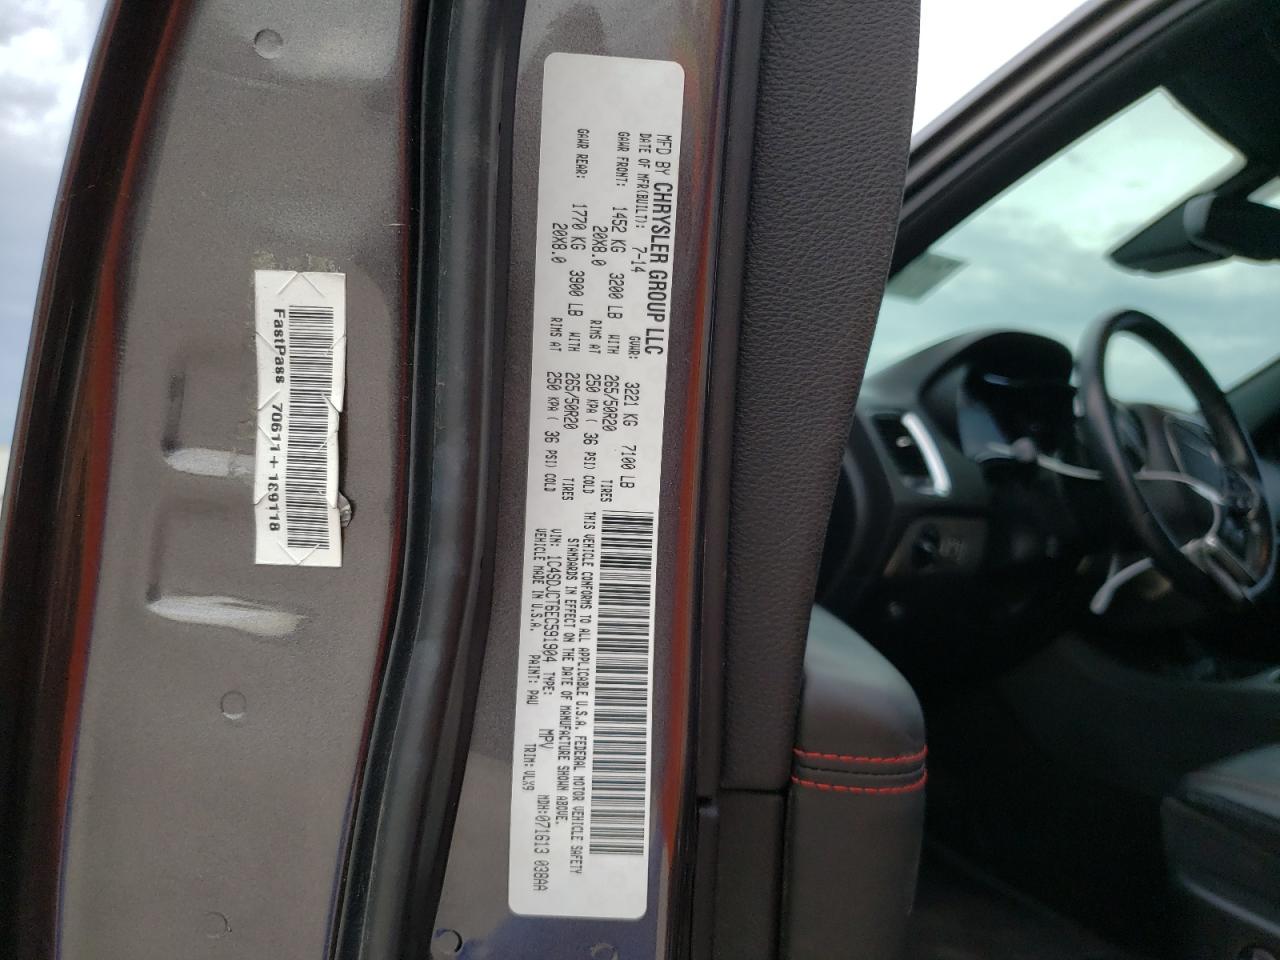 MFD BY CHRYSLER GROUP LLC
DATE OF MFR(BUILT): 7-14 GVWR: 3221 KG 7100 LB
GAWR FRONT: 1452 KG 3200 LB WITH 265/50R20 TIRES
20X8.0 RIMS AT 250 KPA ( 36 PSI) COLD
GAWR REAR: 1770 KG 3900 LB WITH 265/50R20 TIRES
20X8.0 RIMS AT 250 KPA ( 36 PSI) COLD
THIS VEHICLE CONFORMS TO ALL APPLICABLE U.S.A. FEDERAL MOTOR VEHICLE SAFETY
STANDARDS IN EFFECT ON THE DATE OF MANUFACTURE SHOWN ABOVE.
VIN: 1C4SDJCT6EC591904 TYPE: MPV MDH:071613 038AA
VEHICLE MADE IN U.S.A. PAINT: PAU TRIM: VLX9
FastPass 70611+189118